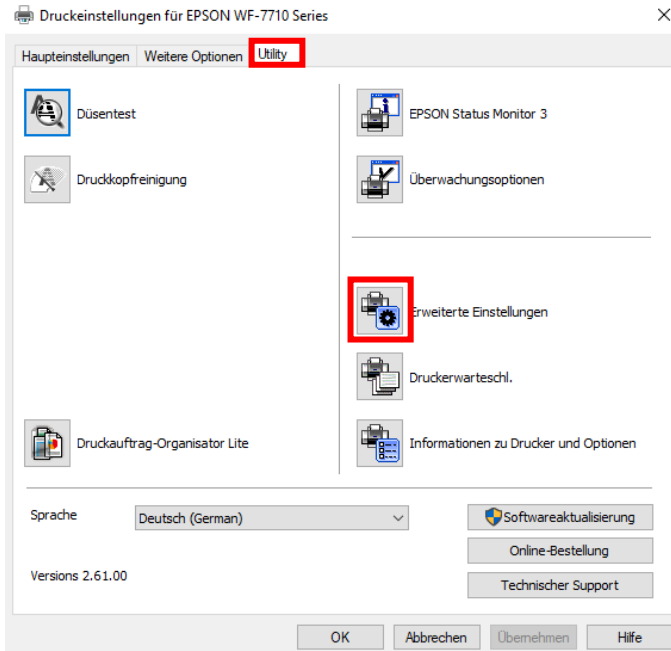 Druckeinstellungen für EPSON WF-7710 Series
Haupteinstellungen
Weitere Optionen
Utility
Düsentest
Druckkopfreinigung
Druckauftrag-Organisator Lite
EPSON Status Monitor 3
Überwachungsoptionen
Erweiterte Einstellungen
Druckerwarteschl.
Informationen zu Drucker und Optionen
Sprache
Deutsch (German)
Versions 2.61.00
Softwareaktualisierung
Online-Bestellung
Technischer Support
OK
Abbrechen
Übernehmen
Hilfe